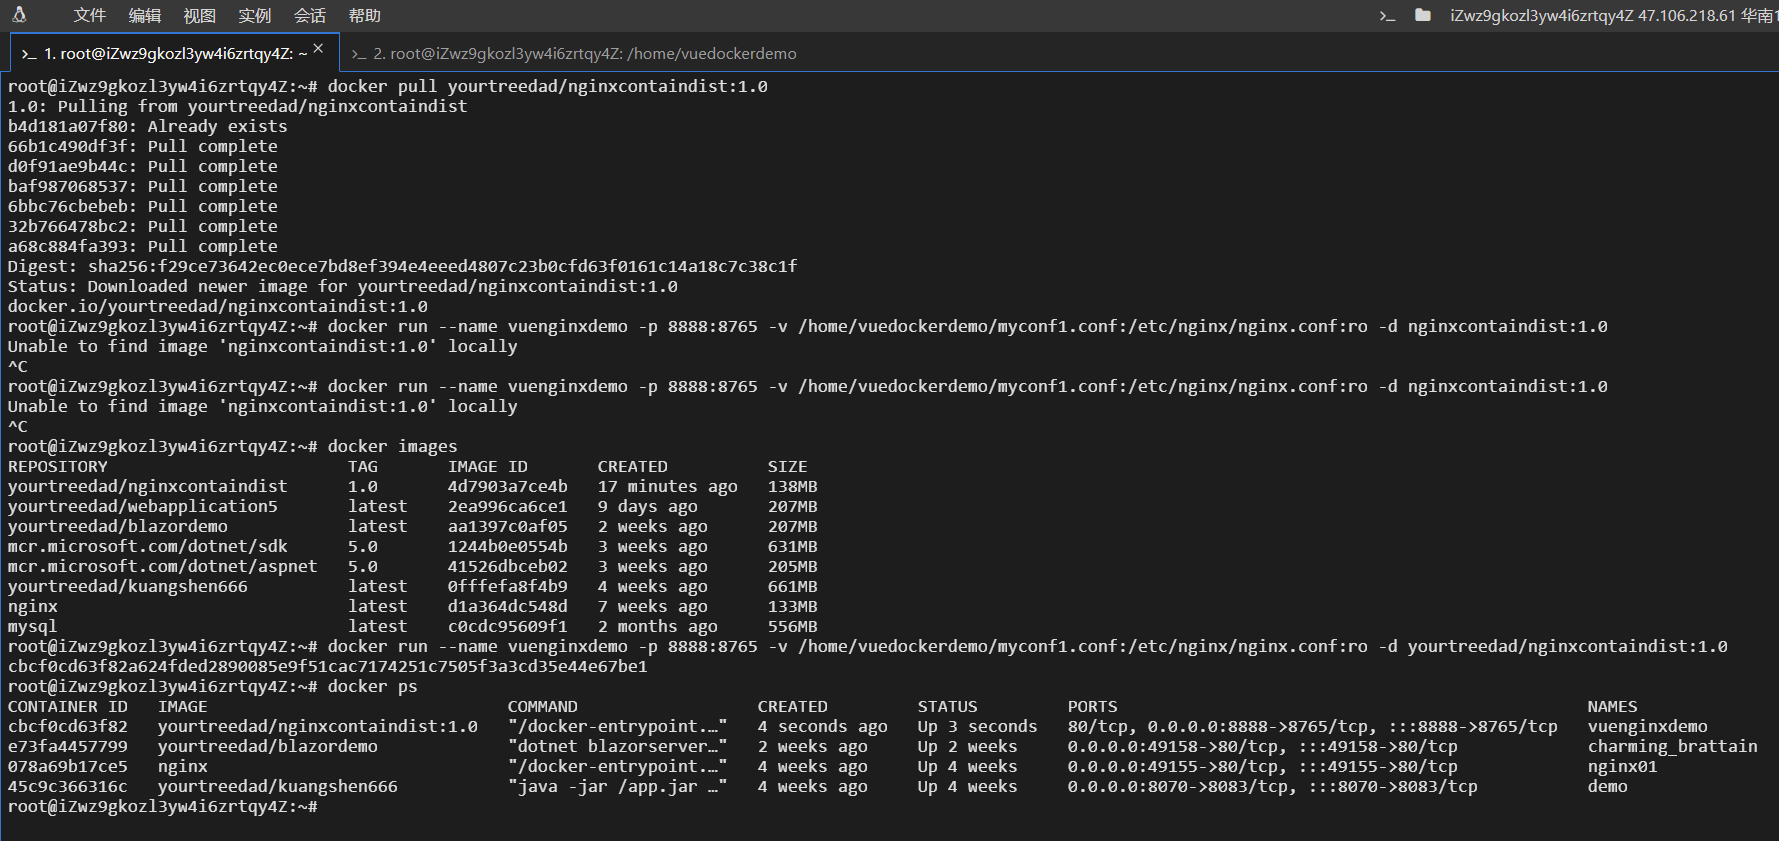 文件 编辑 视图 实例 会话 帮助 >_ iZwz9gkozl3yw4i6zrtqy4Z 47.106.218.61 华南1
>_ 1. root@iZwz9gkozl3yw4i6zrtqy4Z: ~ × >_ 2. root@iZwz9gkozl3yw4i6zrtqy4Z: /home/vuedockerdemo
root@iZwz9gkozl3yw4i6zrtqy4Z:~# docker pull yourtreedad/nginxcontaindist:1.0
1.0: Pulling from yourtreedad/nginxcontaindist
b4d181a07f80: Already exists
66b1c490df3f: Pull complete
d0f91ae9b44c: Pull complete
baf987068537: Pull complete
6bbc76cbebeb: Pull complete
32b766478bc2: Pull complete
a68c884fa393: Pull complete
Digest: sha256:f29ce73642ec0ece7bd8ef394e4eeed4807c23b0cfd63f0161c14a18c7c38c1f
Status: Downloaded newer image for yourtreedad/nginxcontaindist:1.0
docker.io/yourtreedad/nginxcontaindist:1.0
root@iZwz9gkozl3yw4i6zrtqy4Z:~# docker run --name vuenginxdemo -p 8888:8765 -v /home/vuedockerdemo/myconf1.conf:/etc/nginx/nginx.conf:ro -d nginxcontaindist:1.0
Unable to find image 'nginxcontaindist:1.0' locally
^C
root@iZwz9gkozl3yw4i6zrtqy4Z:~# docker run --name vuenginxdemo -p 8888:8765 -v /home/vuedockerdemo/myconf1.conf:/etc/nginx/nginx.conf:ro -d nginxcontaindist:1.0
Unable to find image 'nginxcontaindist:1.0' locally
^C
root@iZwz9gkozl3yw4i6zrtqy4Z:~# docker images
REPOSITORY TAG IMAGE ID CREATED SIZE
yourtreedad/nginxcontaindist 1.0 4d7903a7ce4b 17 minutes ago 138MB
yourtreedad/webapplication5 latest 2ea996ca6ce1 9 days ago 207MB
yourtreedad/blazordemo latest aa1397c0af05 2 weeks ago 207MB
mcr.microsoft.com/dotnet/sdk 5.0 1244b0e0554b 3 weeks ago 631MB
mcr.microsoft.com/dotnet/aspnet 5.0 41526dbceb02 3 weeks ago 205MB
yourtreedad/kuangshen666 latest 0fffefa8f4b9 4 weeks ago 661MB
nginx latest d1a364dc548d 7 weeks ago 133MB
mysql latest c0cdc95609f1 2 months ago 556MB
root@iZwz9gkozl3yw4i6zrtqy4Z:~# docker run --name vuenginxdemo -p 8888:8765 -v /home/vuedockerdemo/myconf1.conf:/etc/nginx/nginx.conf:ro -d yourtreedad/nginxcontaindist:1.0
cbcf0cd63f82a624fded2890085e9f51cac7174251c7505f3a3cd35e44e67be1
root@iZwz9gkozl3yw4i6zrtqy4Z:~# docker ps
CONTAINER ID IMAGE COMMAND CREATED STATUS PORTS NAMES
cbcf0cd63f82 yourtreedad/nginxcontaindist:1.0 "/docker-entrypoint.…" 4 seconds ago Up 3 seconds 80/tcp, 0.0.0.0:8888->8765/tcp, :::8888->8765/tcp vuenginxdemo
e73fa4457799 yourtreedad/blazordemo "dotnet blazorserver…" 2 weeks ago Up 2 weeks 0.0.0.0:49158->80/tcp, :::49158->80/tcp charming_brattain
078a69b17ce5 nginx "/docker-entrypoint.…" 4 weeks ago Up 4 weeks 0.0.0.0:49155->80/tcp, :::49155->80/tcp nginx01
45c9c366316c yourtreedad/kuangshen666 "java -jar /app.jar …" 4 weeks ago Up 4 weeks 0.0.0.0:8070->8083/tcp, :::8070->8083/tcp demo
root@iZwz9gkozl3yw4i6zrtqy4Z:~#